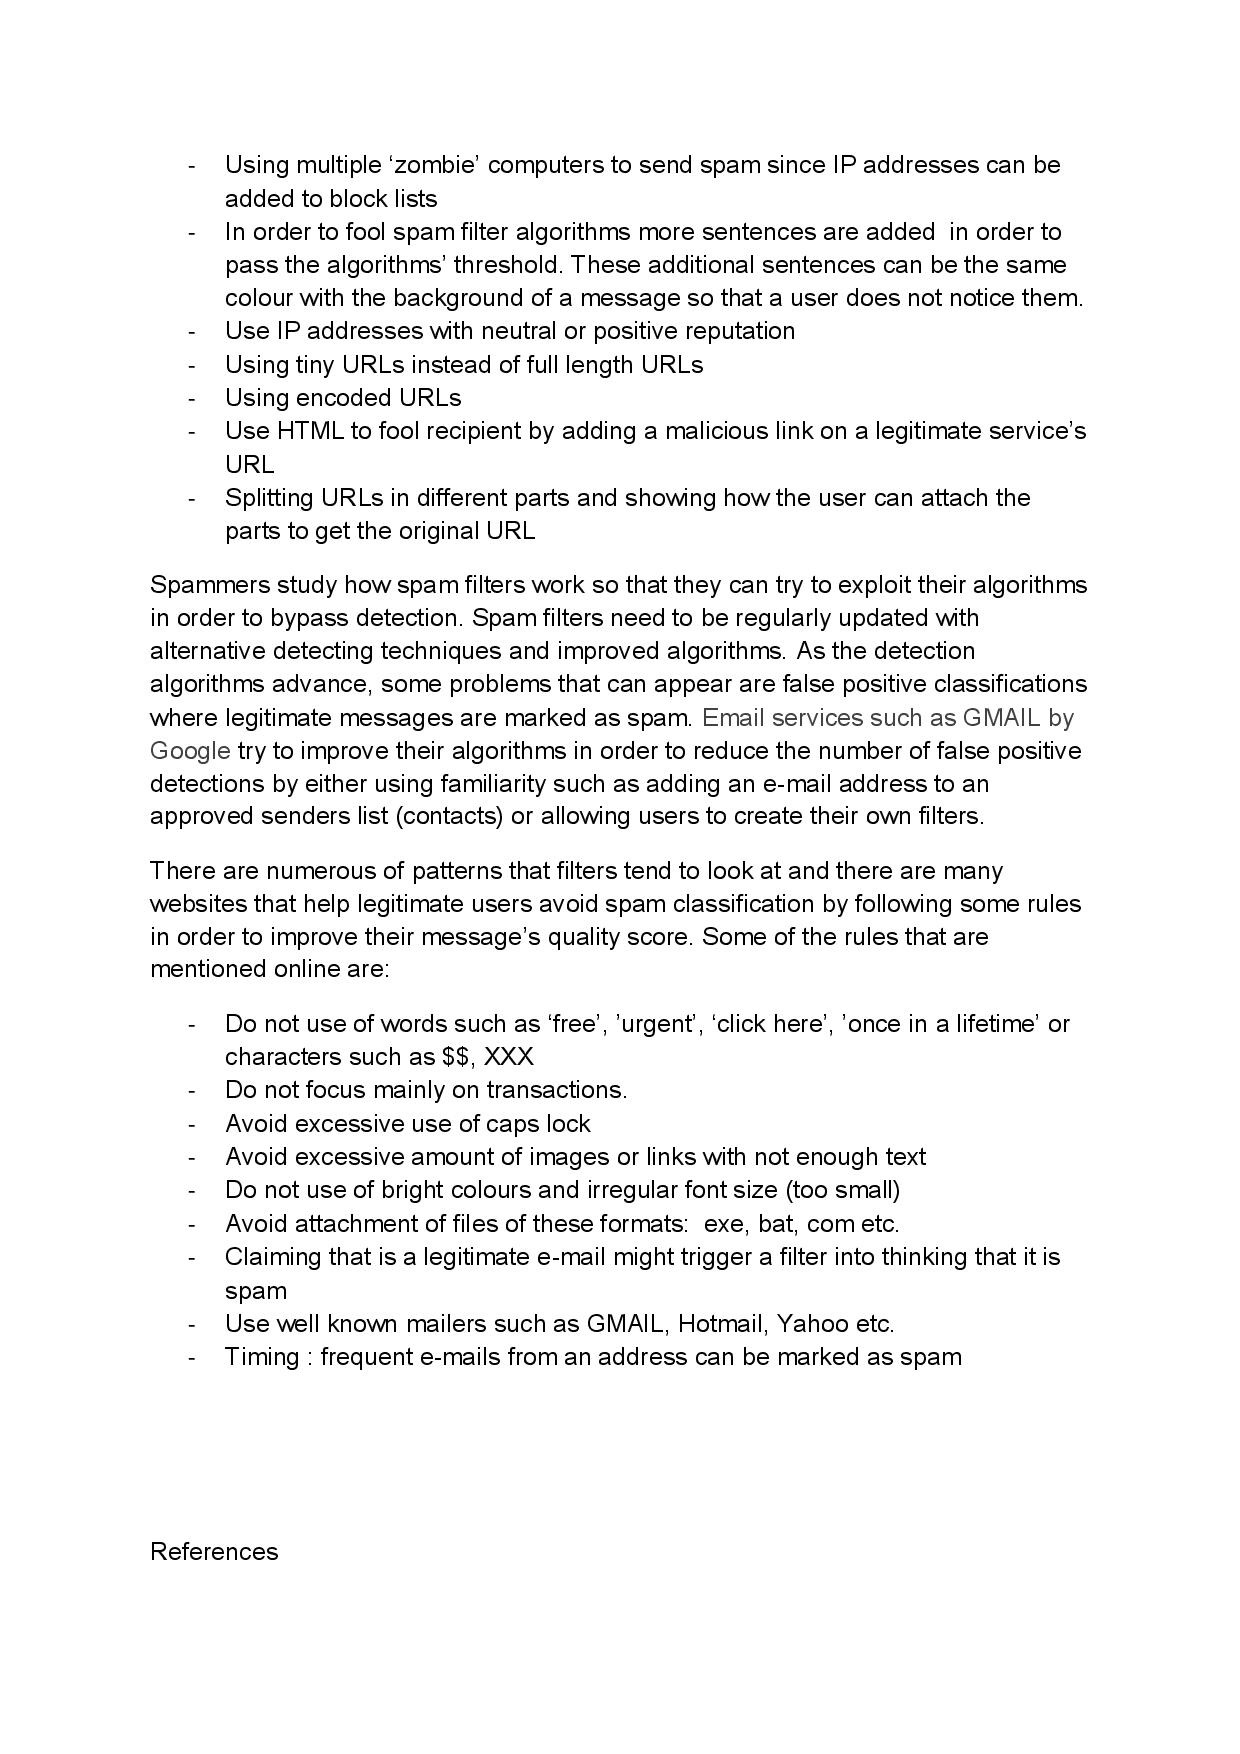 - Using multiple ‘zombie’ computers to send spam since IP addresses can be
added to block lists
- In order to fool spam filter algorithms more sentences are added  in order to
pass the algorithms’ threshold. These additional sentences can be the same
colour with the background of a message so that a user does not notice them.
- Use IP addresses with neutral or positive reputation
- Using tiny URLs instead of full length URLs
- Using encoded URLs
- Use HTML to fool recipient by adding a malicious link on a legitimate service’s
URL
- Splitting URLs in different parts and showing how the user can attach the
parts to get the original URL
Spammers study how spam filters work so that they can try to exploit their algorithms
in order to bypass detection. Spam filters need to be regularly updated with
alternative detecting techniques and improved algorithms. As the detection
algorithms advance, some problems that can appear are false positive classifications
where legitimate messages are marked as spam. Email services such as GMAIL by
Google try to improve their algorithms in order to reduce the number of false positive
detections by either using familiarity such as adding an e-mail address to an
approved senders list (contacts) or allowing users to create their own filters.
There are numerous of patterns that filters tend to look at and there are many
websites that help legitimate users avoid spam classification by following some rules
in order to improve their message’s quality score. Some of the rules that are
mentioned online are:
- Do not use of words such as ‘free’, ’urgent’, ‘click here’, ’once in a lifetime’ or
characters such as $$, XXX
- Do not focus mainly on transactions.
- Avoid excessive use of caps lock
- Avoid excessive amount of images or links with not enough text
- Do not use of bright colours and irregular font size (too small)
- Avoid attachment of files of these formats:  exe, bat, com etc.
- Claiming that is a legitimate e-mail might trigger a filter into thinking that it is
spam
- Use well known mailers such as GMAIL, Hotmail, Yahoo etc.
- Timing : frequent e-mails from an address can be marked as spam
References